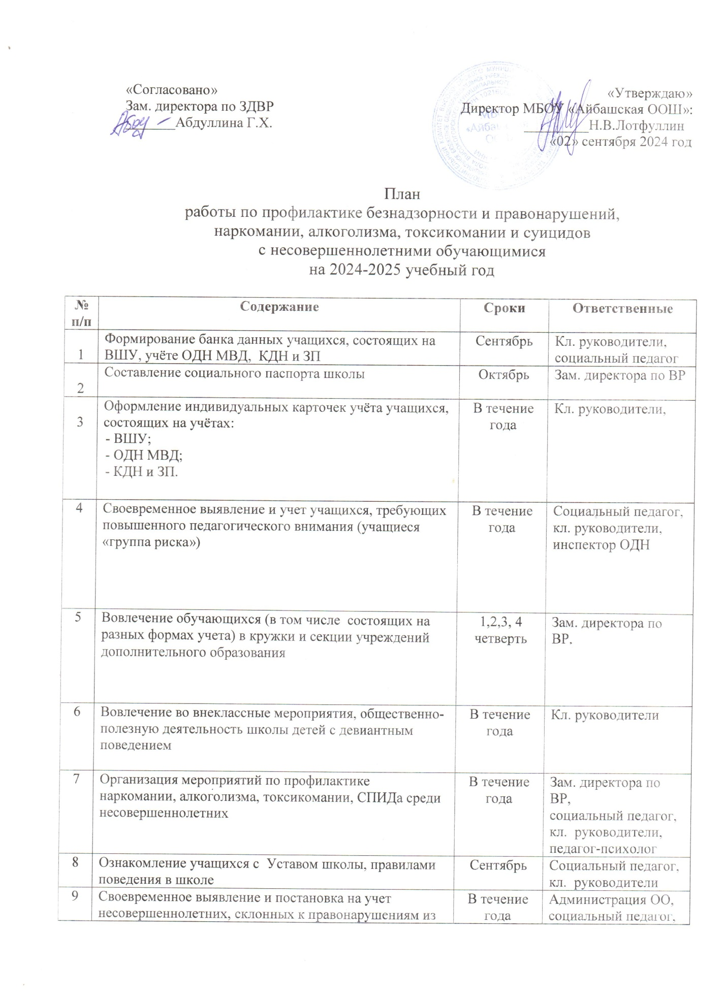 «Согласовано»
Зам. директора по ЗДВР
_______Абдуллина Г.Х.
«Утверждаю»
Директор МБОУ «Айбашская ООШ»:
_________Н.В.Лотфуллин
«02» сентября 2024 год
План
работы по профилактике безнадзорности и правонарушений,
наркомании, алкоголизма, токсикомании и суицидов
с несовершеннолетними обучающимися
на 2024-2025 учебный год
№ п/п Содержание Сроки Ответственные
1 Формирование банка данных учащихся, состоящих на
ВШУ, учёте ОДН МВД, КДН и ЗП
Сентябрь
Кл. руководители,
социальный педагог
2 Составление социального паспорта школы
Октябрь
Зам. директора по ВР
3 Оформление индивидуальных карточек учёта учащихся,
состоящих на учётах:
- ВШУ;
- ОДН МВД;
- КДН и ЗП.
В течение
года
Кл. руководители,
4 Своевременное выявление и учет учащихся, требующих
повышенного педагогического внимания (учащиеся
«группа риска»)
В течение
года
Социальный педагог,
кл. руководители,
инспектор ОДН
5 Вовлечение обучающихся (в том числе состоящих на
разных формах учета) в кружки и секции учреждений
дополнительного образования
1,2,3, 4
четверть
Зам. директора по
ВР.
6 Вовлечение во внеклассные мероприятия, общественно-
полезную деятельность школы детей с девиантным
поведением
В течение
года
Кл. руководители
7 Организация мероприятий по профилактике
наркомании, алкоголизма, токсикомании, СПИДа среди
несовершеннолетних
В течение
года
Зам. директора по
ВР,
социальный педагог,
кл. руководители,
педагог-психолог
8 Ознакомление учащихся с Уставом школы, правилами
поведения в школе
Сентябрь
Социальный педагог,
кл. руководители
9 Своевременное выявление и постановка на учет
несовершеннолетних, склонных к правонарушениям из
В течение
года
Администрация ОО,
социальный педагог,